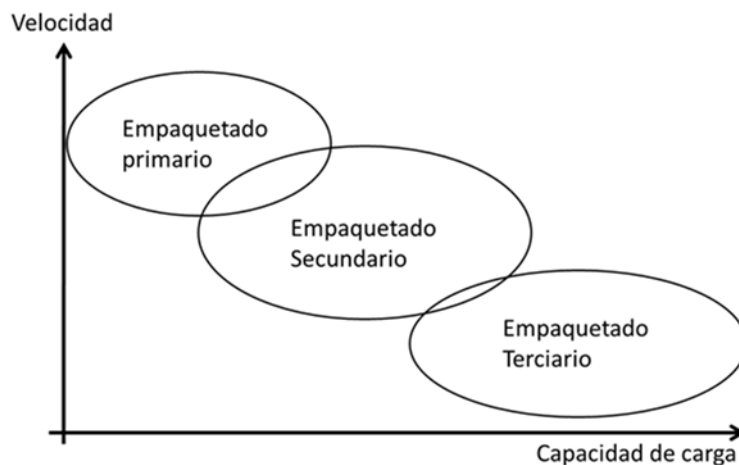 Velocidad
Empaquetado
primario
Empaquetado
Secundario
Empaquetado
Terciario
Capacidad de carga